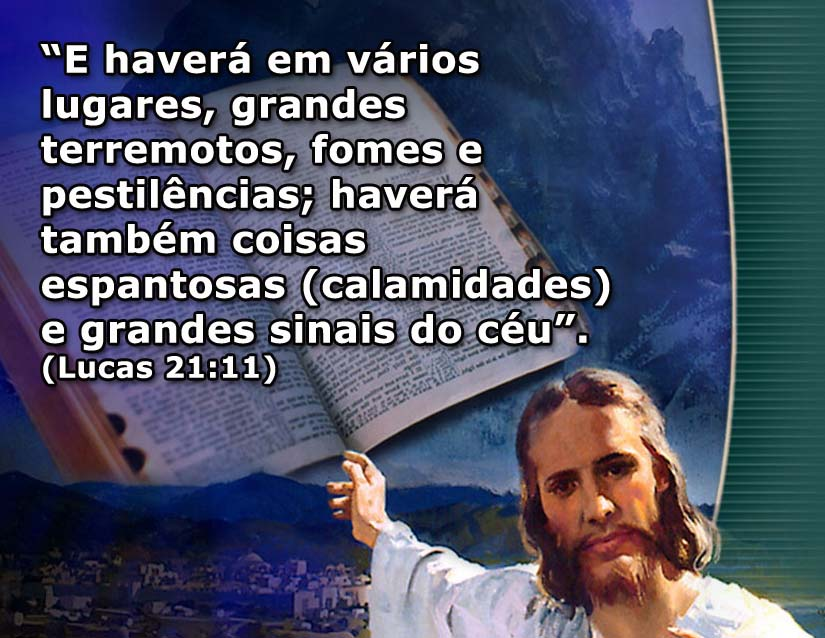 “E haverá em vários
lugares, grandes
terremotos, fomes e
pestilências; haverá
também coisas
espantosas (calamidades)
e grandes sinais do céu”.
(Lucas 21:11)